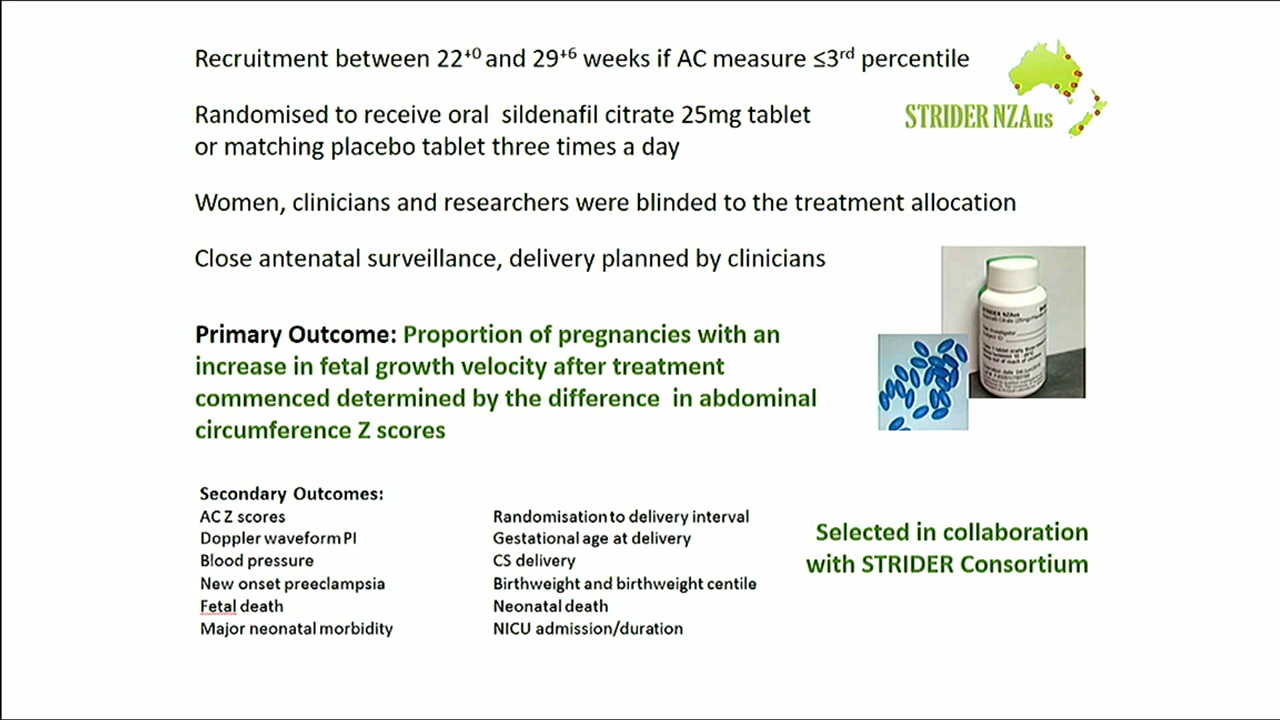 Recruitment between 22+0 and 29+6 weeks if AC measure ≤3rd percentile
STRIDER NZAus
Randomised to receive oral sildenafil citrate 25mg tablet
or matching placebo tablet three times a day
Women, clinicians and researchers were blinded to the treatment allocation
Close antenatal surveillance, delivery planned by clinicians
STRIDER NZAus
Primary Outcome: Proportion of pregnancies with an
increase in fetal growth velocity after treatment
commenced determined by the difference in abdominal
circumference Z scores
Secondary Outcomes:
AC Z scores
Doppler waveform PI
Blood pressure
New onset preeclampsia
Fetal death
Major neonatal morbidity
Randomisation to delivery interval
Gestational age at delivery
CS delivery
Birthweight and birthweight centile
Neonatal death
NICU admission/duration
Selected in collaboration
with STRIDER Consortium